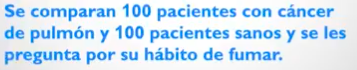 Se comparan 100 pacientes con cáncer
de pulmón y 100 pacientes sanos y se les
pregunta por su hábito de fumar.